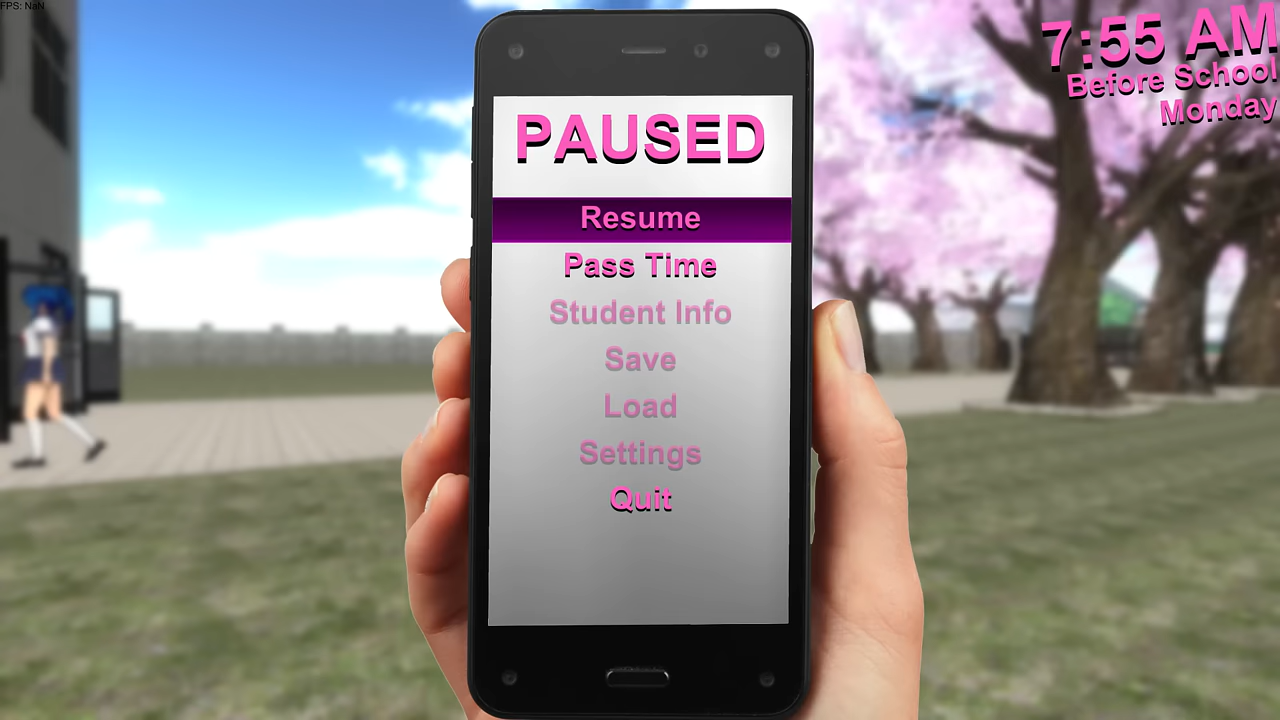 FPS: NaN
7:55 AM
Before School
Monday
PAUSED
Resume
Pass Time
Student Info
Save
Load
Settings
Quit